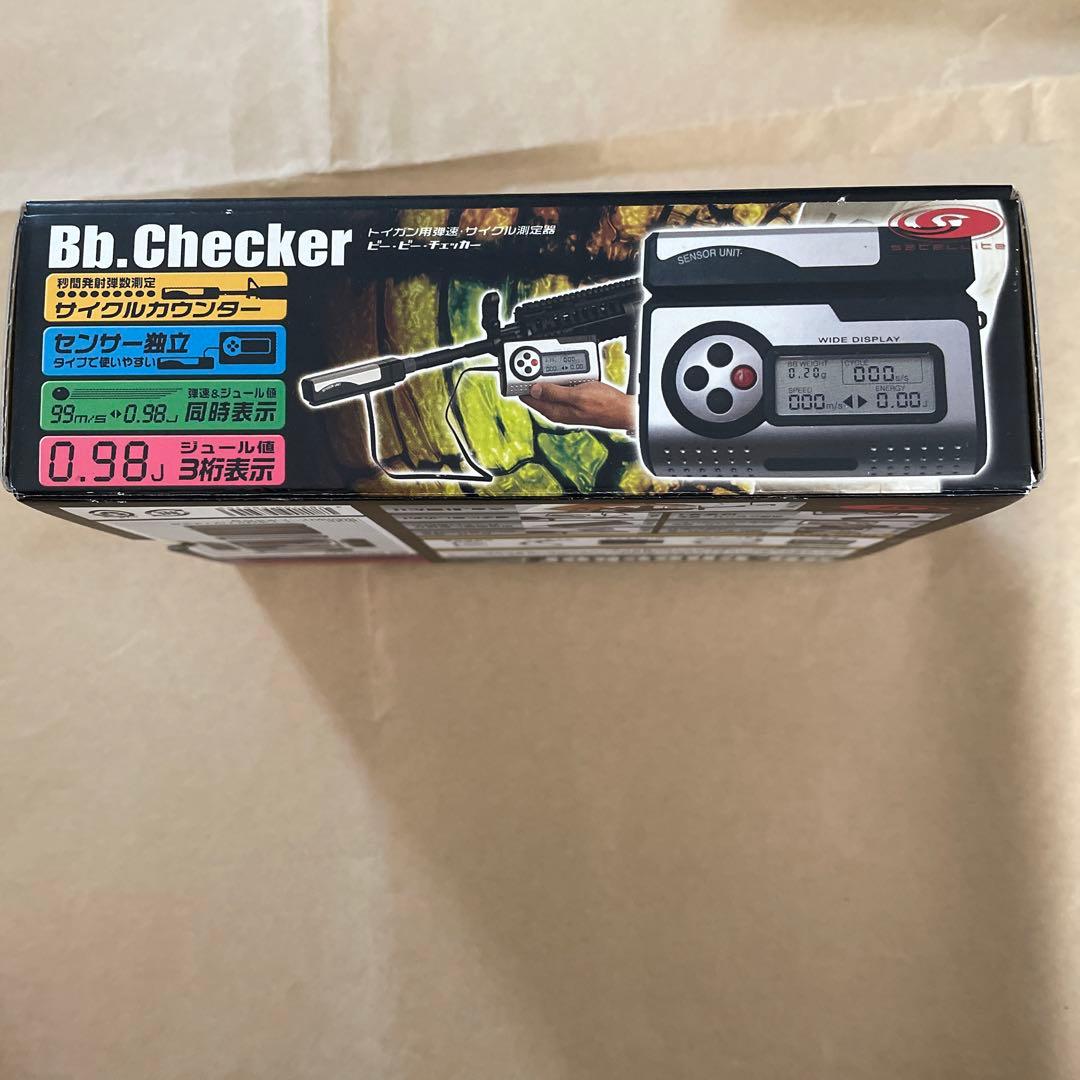 Bb.Checker
トイガン用弾速・サイクル測定器
ビー・ビー・チェッカー
satellite
秒間発射弾数測定
サイクルカウンター
センサー独立
タイプで使いやすい
弾速&ジュール値
99m/s 0.98J 同時表示
0.98J
ジュール値
3桁表示
SENSOR UNIT
SENSOR UNIT
WIDE DISPLAY
BB WEIGHT
0.20g
CYCLE
000s/s
SPEED
000m/s
ENERGY
0.00J